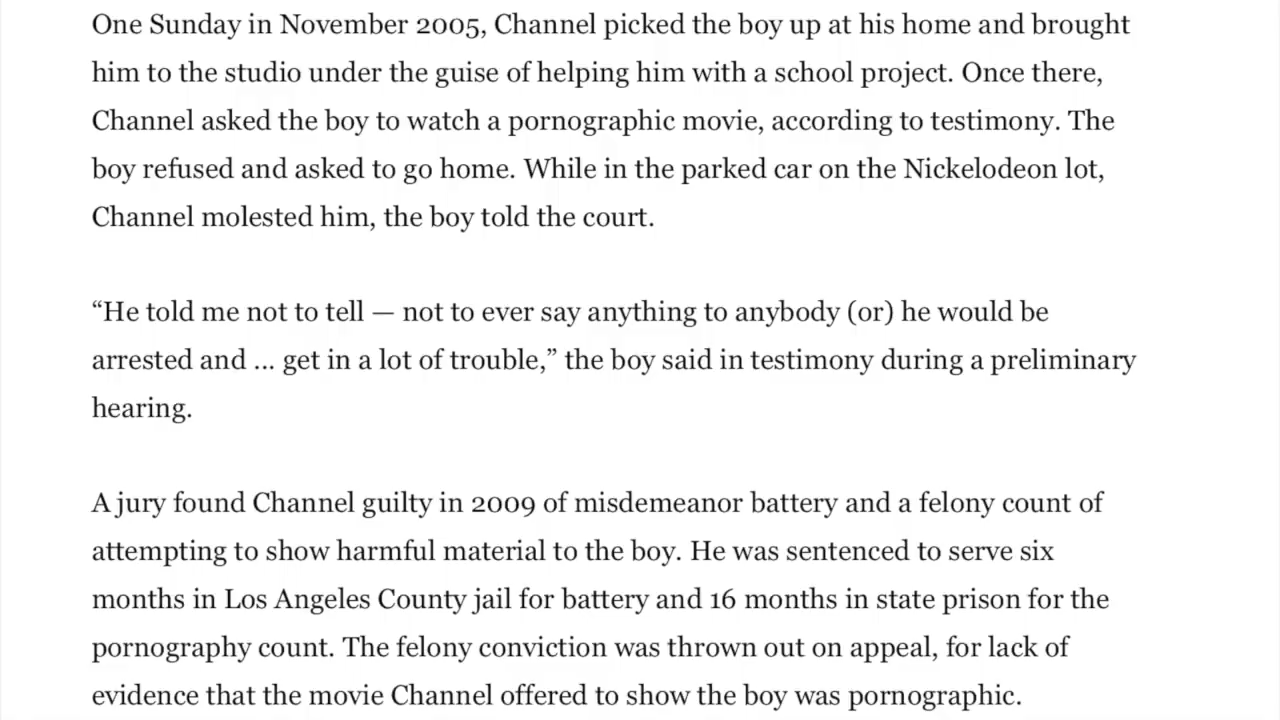 One Sunday in November 2005, Channel picked the boy up at his home and brought
him to the studio under the guise of helping him with a school project. Once there,
Channel asked the boy to watch a pornographic movie, according to testimony. The
boy refused and asked to go home. While in the parked car on the Nickelodeon lot,
Channel molested him, the boy told the court.
“He told me not to tell — not to ever say anything to anybody (or) he would be
arrested and ... get in a lot of trouble,” the boy said in testimony during a preliminary
hearing.
A jury found Channel guilty in 2009 of misdemeanor battery and a felony count of
attempting to show harmful material to the boy. He was sentenced to serve six
months in Los Angeles County jail for battery and 16 months in state prison for the
pornography count. The felony conviction was thrown out on appeal, for lack of
evidence that the movie Channel offered to show the boy was pornographic.